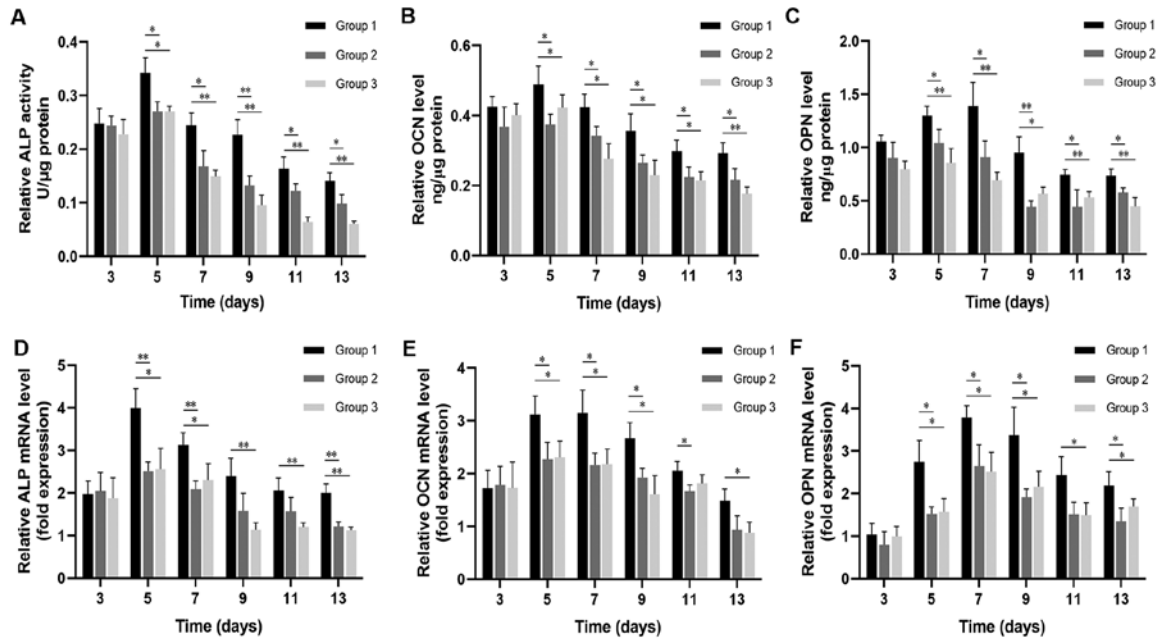 A
Group 1
Group 2
Group 3
Relative ALP activity
U/μg protein
0.4
0.3
0.2
0.1
0.0
* * * ** ** ** * ** * **
3 5 7 9 11 13
Time (days)
B
Group 1
Group 2
Group 3
Relative OCN level
ng/μg protein
0.6
0.4
0.2
0.0
* * * * * * * * * **
3 5 7 9 11 13
Time (days)
C
Group 1
Group 2
Group 3
Relative OPN level
ng/μg protein
2.0
1.5
1.0
0.5
0.0
* ** * ** ** * * ** * **
3 5 7 9 11 13
Time (days)
D
Group 1
Group 2
Group 3
Relative ALP mRNA level
(fold expression)
5
4
3
2
1
0
** * ** * ** ** ** **
3 5 7 9 11 13
Time (days)
E
Group 1
Group 2
Group 3
Relative OCN mRNA level
(fold expression)
4
3
2
1
0
* * * * * * * *
3 5 7 9 11 13
Time (days)
F
Group 1
Group 2
Group 3
Relative OPN mRNA level
(fold expression)
5
4
3
2
1
0
* * * * * * * * *
3 5 7 9 11 13
Time (days)